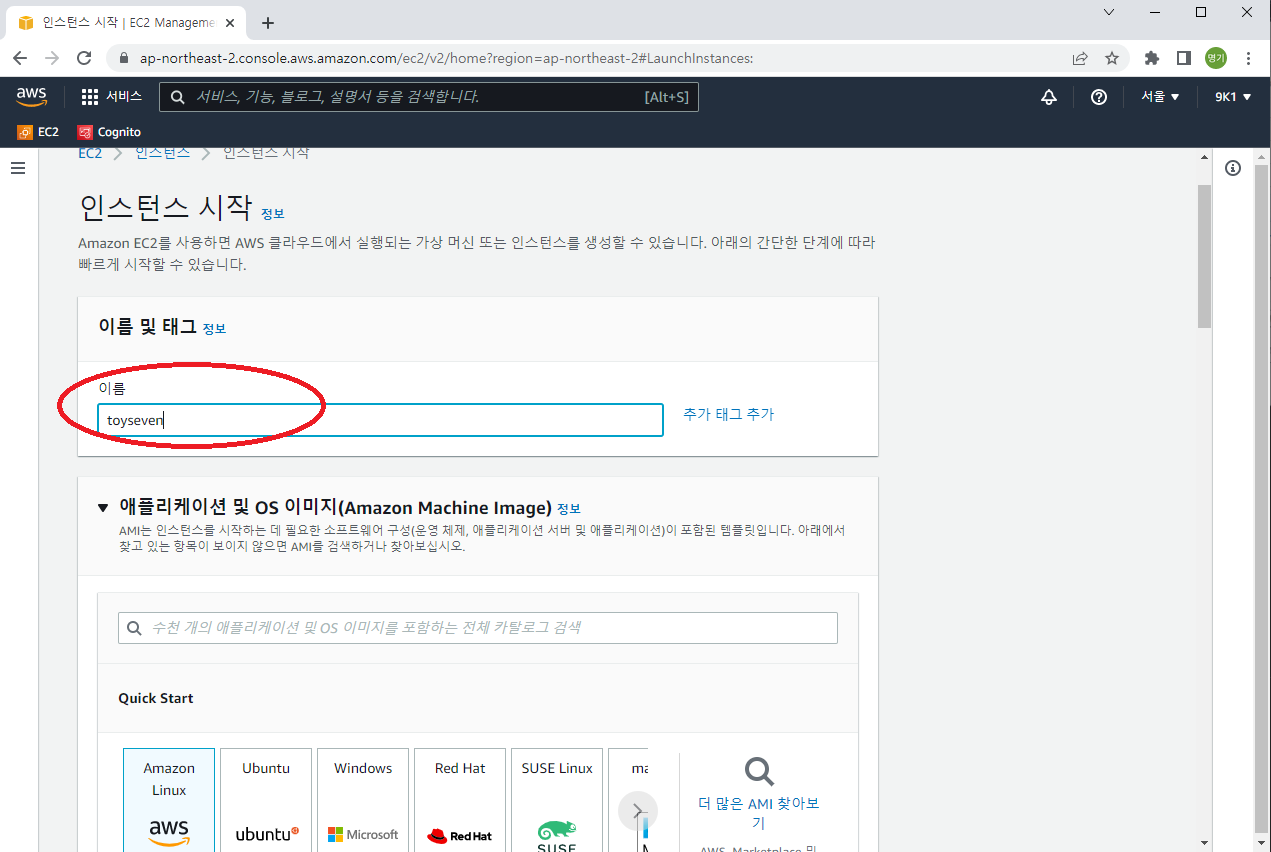 인스턴스 시작 | EC2 Manageme
ap-northeast-2.console.aws.amazon.com/ec2/v2/home?region=ap-northeast-2#LaunchInstances:
명기
aws
서비스
서비스, 기능, 블로그, 설명서 등을 검색합니다.
[Alt+S]
서울
9K1
EC2
Cognito
EC2
인스턴스
인스턴스 시작
인스턴스 시작 정보
Amazon EC2를 사용하면 AWS 클라우드에서 실행되는 가상 머신 또는 인스턴스를 생성할 수 있습니다. 아래의 간단한 단계에 따라
빠르게 시작할 수 있습니다.
이름 및 태그 정보
이름
toyseven
추가 태그 추가
애플리케이션 및 OS 이미지(Amazon Machine Image) 정보
AMI는 인스턴스를 시작하는 데 필요한 소프트웨어 구성(운영 체제, 애플리케이션 서버 및 애플리케이션)이 포함된 템플릿입니다. 아래에서
찾고 있는 항목이 보이지 않으면 AMI를 검색하거나 찾아보십시오.
수천 개의 애플리케이션 및 OS 이미지를 포함하는 전체 카탈로그 검색
Quick Start
Amazon
Linux
aws
Ubuntu
ubuntu
Windows
Microsoft
Red Hat
Red Hat
SUSE Linux
SUSE
ma
더 많은 AMI 찾아보
기
AWS, Marketplace 및